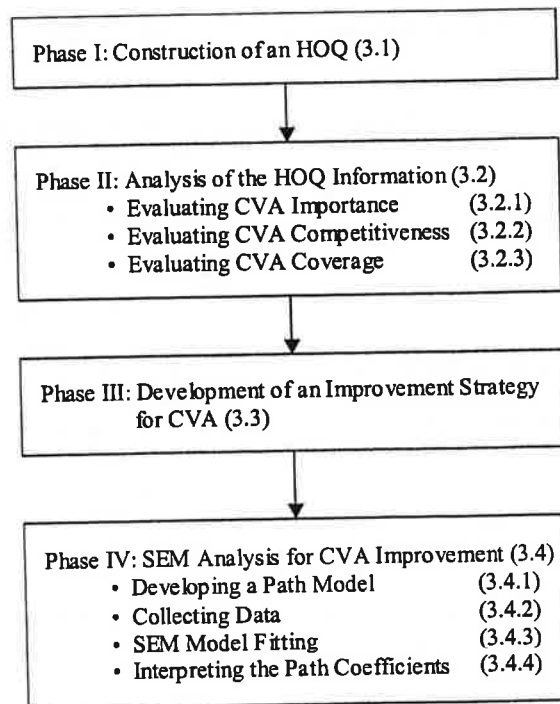 Phase I: Construction of an HOQ (3.1)
Phase II: Analysis of the HOQ Information (3.2)
• Evaluating CVA Importance (3.2.1)
• Evaluating CVA Competitiveness (3.2.2)
• Evaluating CVA Coverage (3.2.3)
Phase III: Development of an Improvement Strategy
for CVA (3.3)
Phase IV: SEM Analysis for CVA Improvement (3.4)
• Developing a Path Model (3.4.1)
• Collecting Data (3.4.2)
• SEM Model Fitting (3.4.3)
• Interpreting the Path Coefficients (3.4.4)